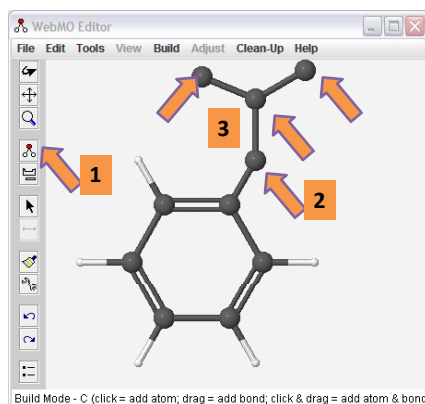 WebMO Editor
File Edit Tools View Build Adjust Clean-Up Help
3
1
2
Build Mode - C (click = add atom; drag = add bond; click & drag = add atom & bond